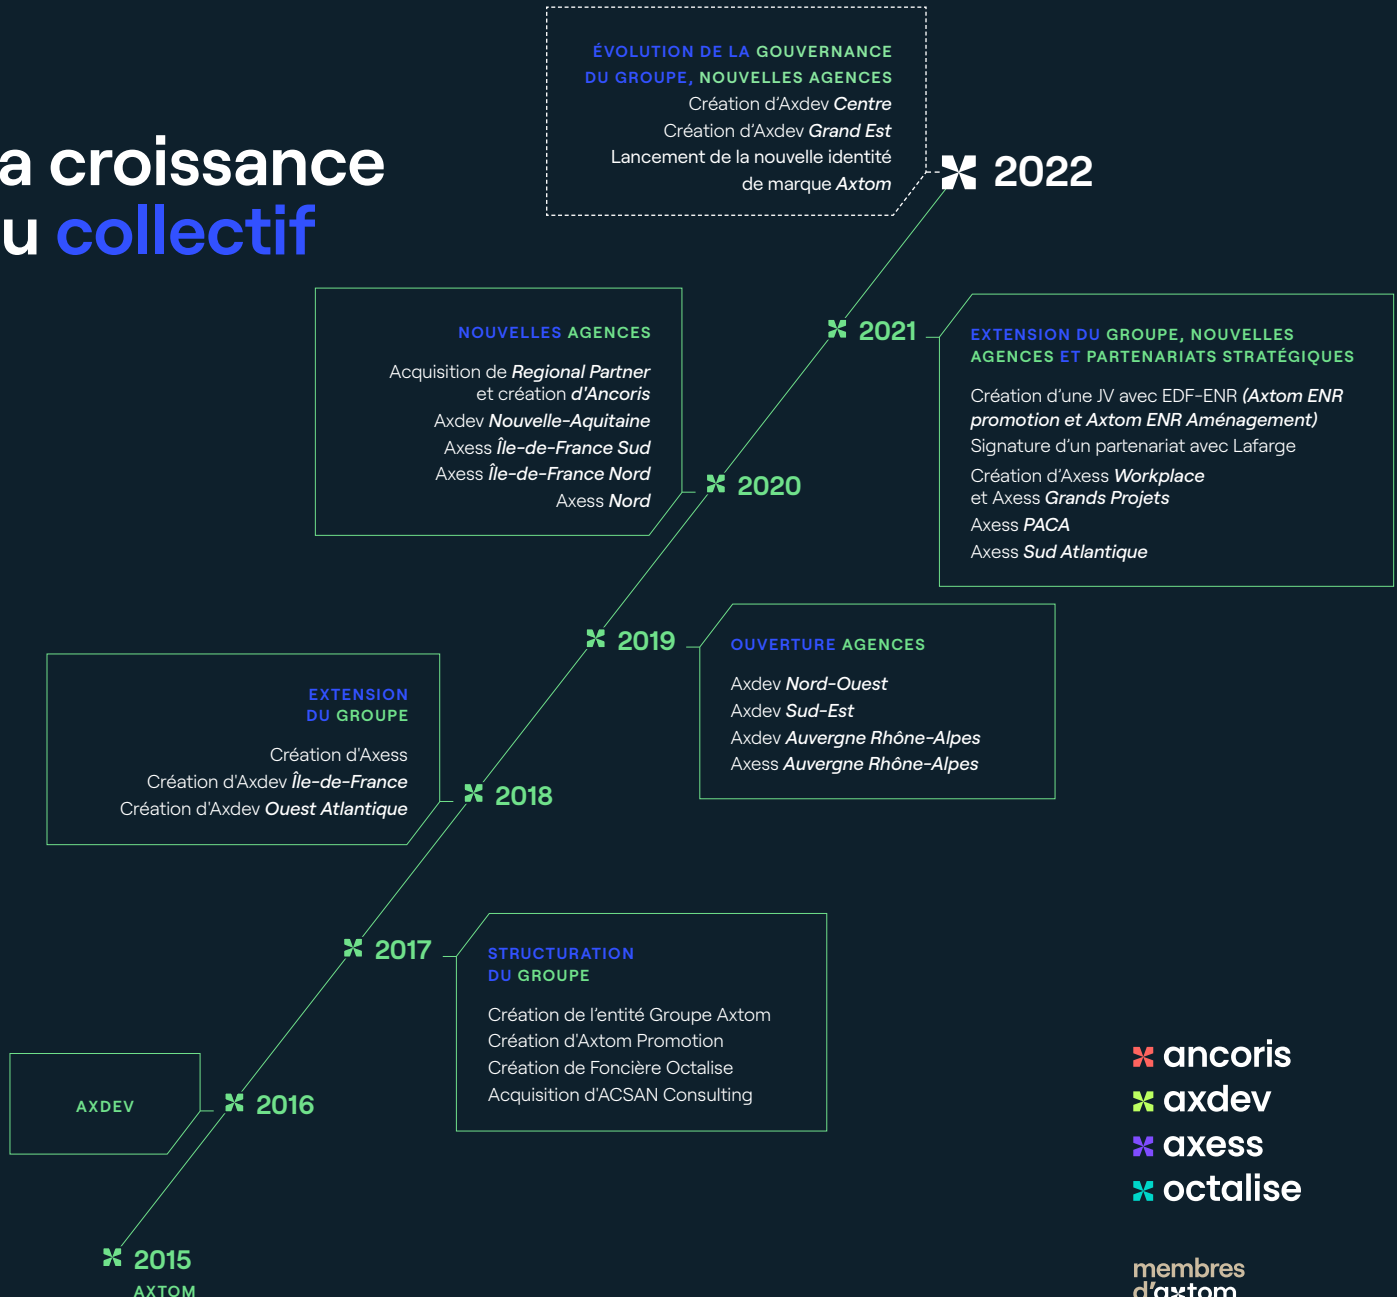 a croissance
u collectif
ÉVOLUTION DE LA GOUVERNANCE
DU GROUPE, NOUVELLES AGENCES
Création d’Axdev Centre
Création d’Axdev Grand Est
Lancement de la nouvelle identité
de marque Axtom
2022
NOUVELLES AGENCES
Acquisition de Regional Partner
et création d'Ancoris
Axdev Nouvelle-Aquitaine
Axess Île-de-France Sud
Axess Île-de-France Nord
Axess Nord
2021
EXTENSION DU GROUPE, NOUVELLES
AGENCES ET PARTENARIATS STRATÉGIQUES
Création d’une JV avec EDF-ENR (Axtom ENR
promotion et Axtom ENR Aménagement)
Signature d’un partenariat avec Lafarge
Création d’Axess Workplace
et Axess Grands Projets
Axess PACA
Axess Sud Atlantique
2020
2019
OUVERTURE AGENCES
Axdev Nord-Ouest
Axdev Sud-Est
Axdev Auvergne Rhône-Alpes
Axess Auvergne Rhône-Alpes
EXTENSION
DU GROUPE
Création d'Axess
Création d'Axdev Île-de-France
Création d'Axdev Ouest Atlantique
2018
2017
STRUCTURATION
DU GROUPE
Création de l’entité Groupe Axtom
Création d'Axtom Promotion
Création de Foncière Octalise
Acquisition d'ACSAN Consulting
AXDEV
2016
2015
AXTOM
ancoris
axdev
axess
octalise
membres
d’axtom